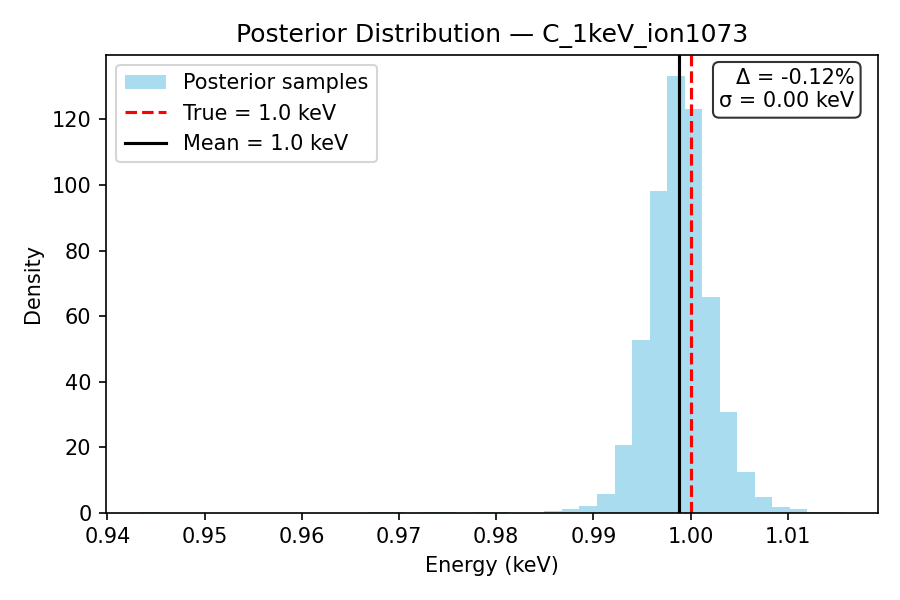 Posterior Distribution — C_1keV_ion1073
Posterior samples
True = 1.0 keV
Mean = 1.0 keV
Δ = -0.12%
σ = 0.00 keV
Density
120
100
80
60
40
20
0
0.94 0.95 0.96 0.97 0.98 0.99 1.00 1.01
Energy (keV)